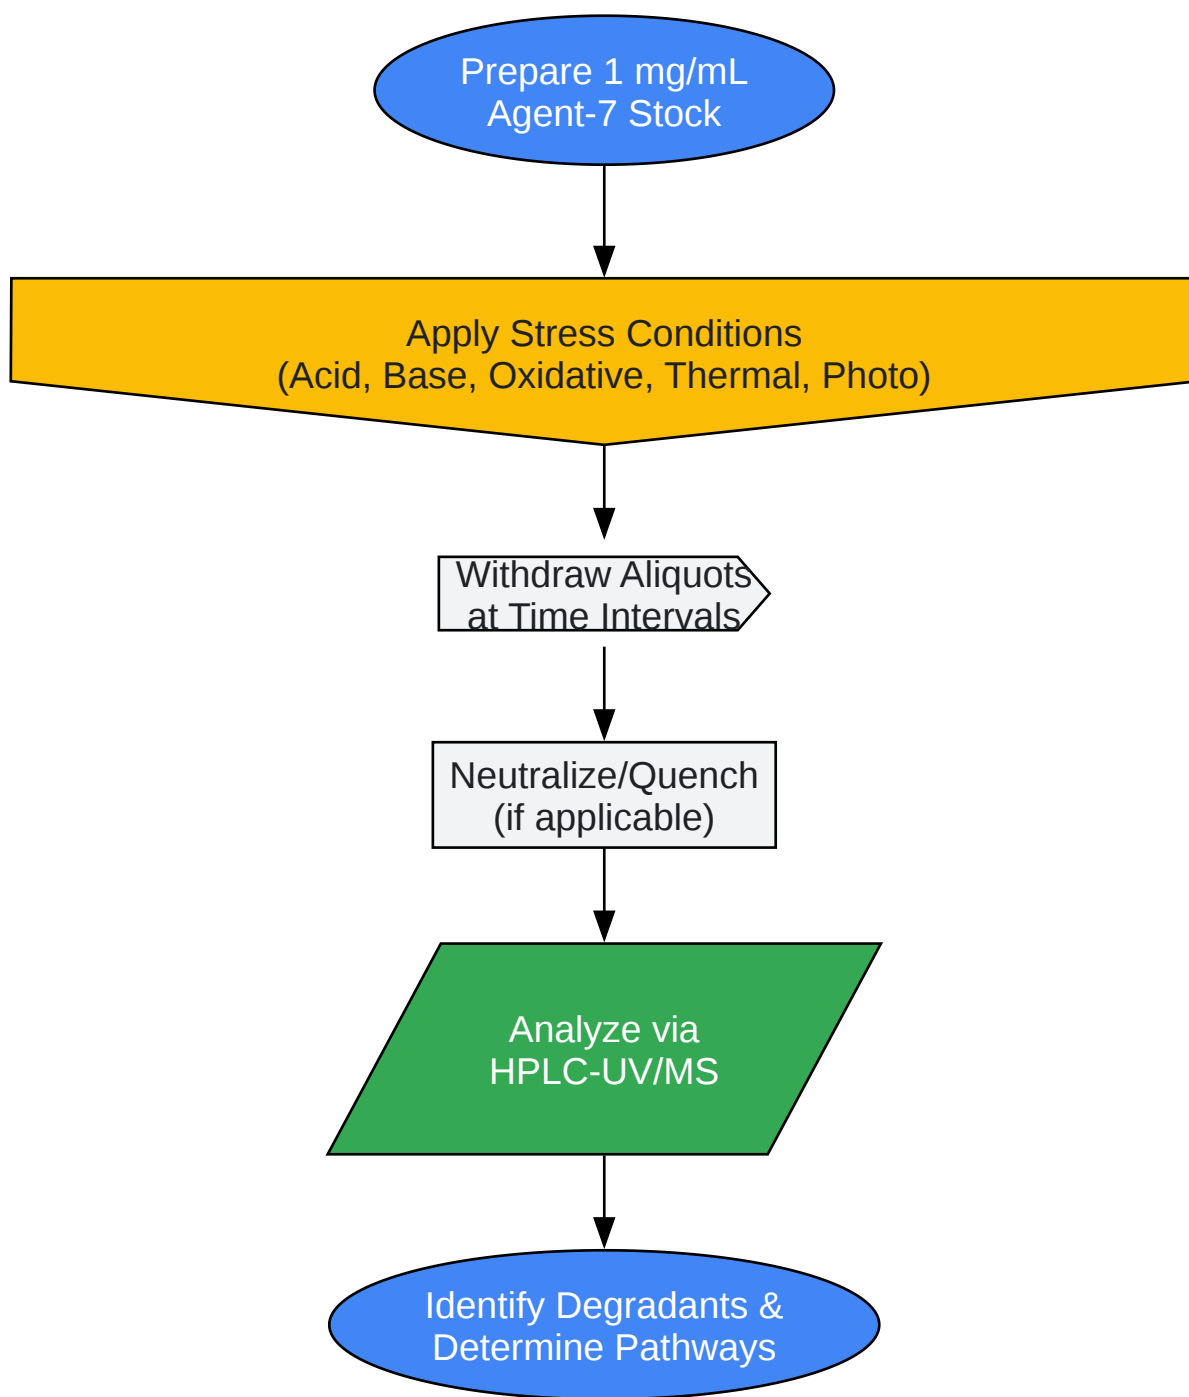 Prepare 1 mg/mL
Agent-7 Stock
Apply Stress Conditions
(Acid, Base, Oxidative, Thermal, Photo)
Withdraw Aliquots
at Time Intervals
Neutralize/Quench
(if applicable)
Analyze via
HPLC-UV/MS
Identify Degradants &
Determine Pathways